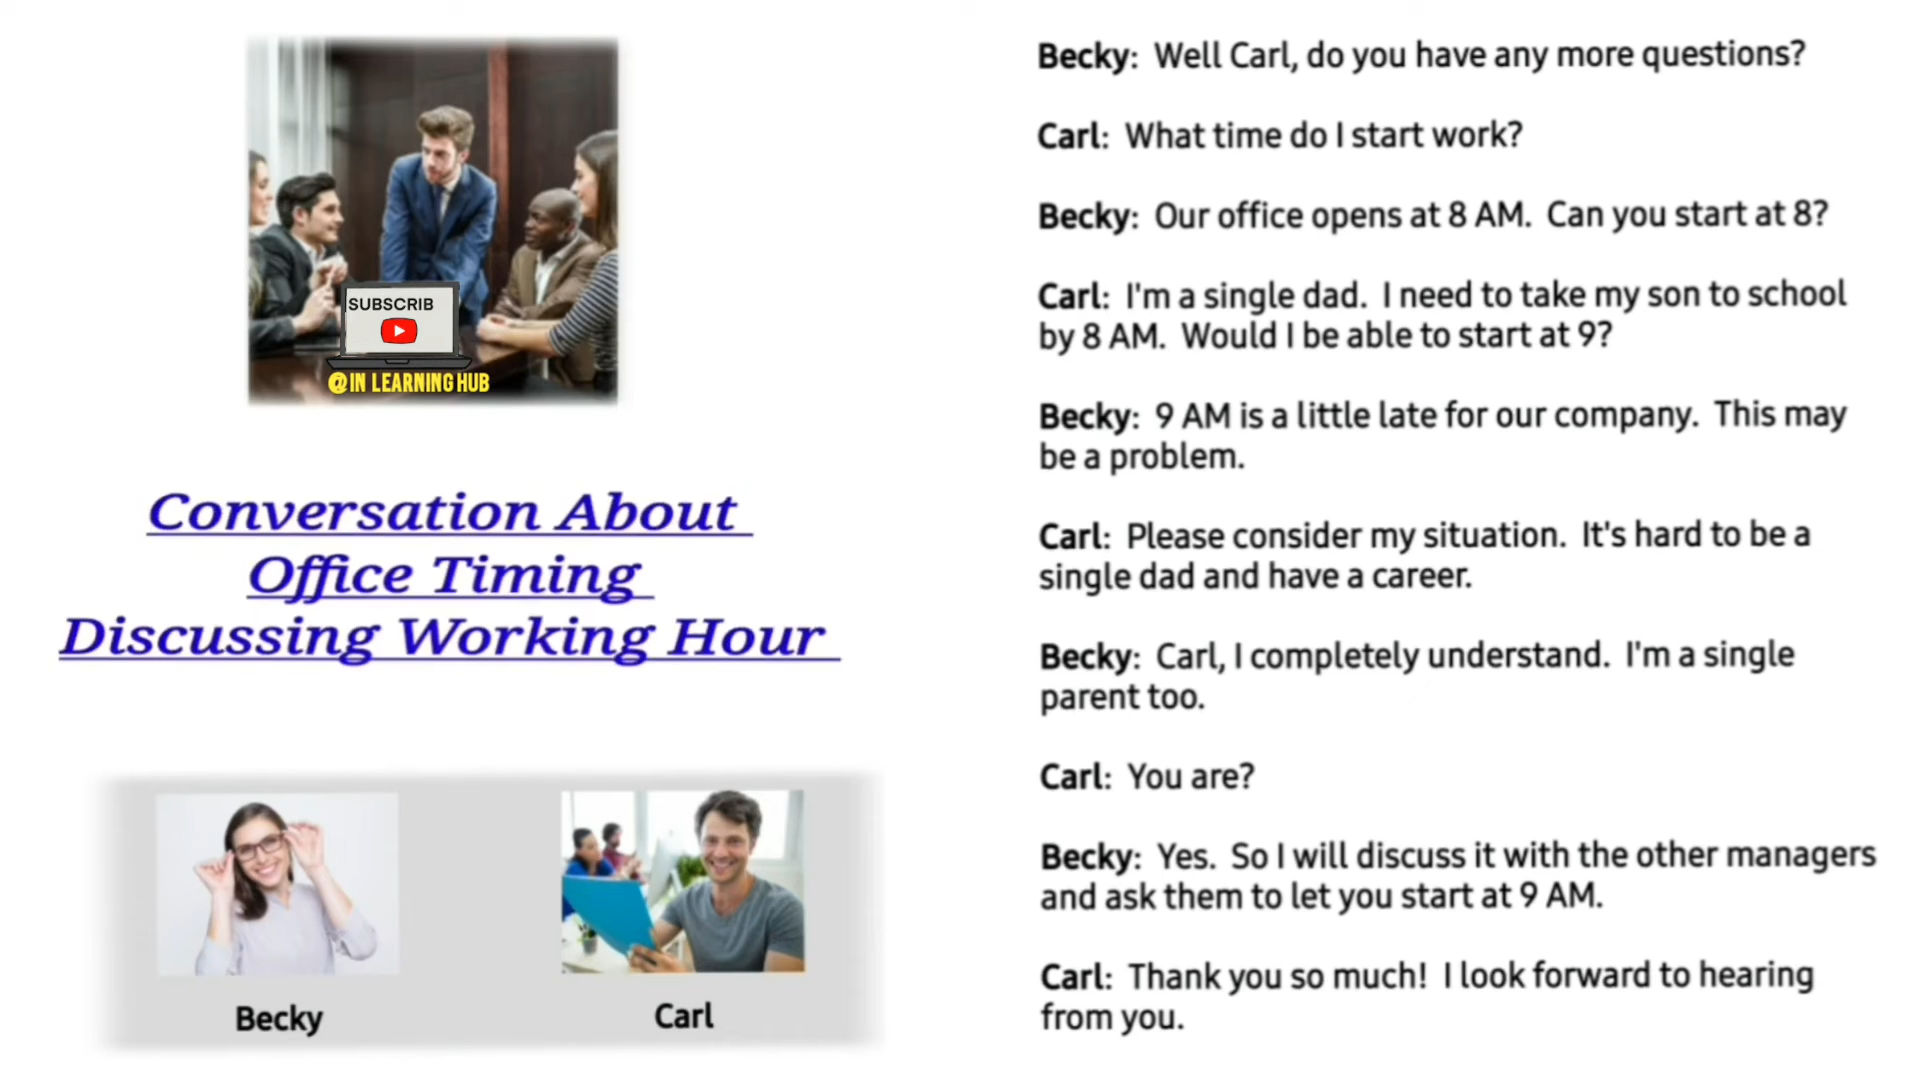 SUBSCRIB
@IN LEARNING HUB
Conversation About
Office Timing
Discussing Working Hour
Becky
Carl
Becky: Well Carl, do you have any more questions?
Carl: What time do I start work?
Becky: Our office opens at 8 AM. Can you start at 8?
Carl: I'm a single dad. I need to take my son to school
by 8 AM. Would I be able to start at 9?
Becky: 9 AM is a little late for our company. This may
be a problem.
Carl: Please consider my situation. It's hard to be a
single dad and have a career.
Becky: Carl, I completely understand. I'm a single
parent too.
Carl: You are?
Becky: Yes. So I will discuss it with the other managers
and ask them to let you start at 9 AM.
Carl: Thank you so much! I look forward to hearing
from you.